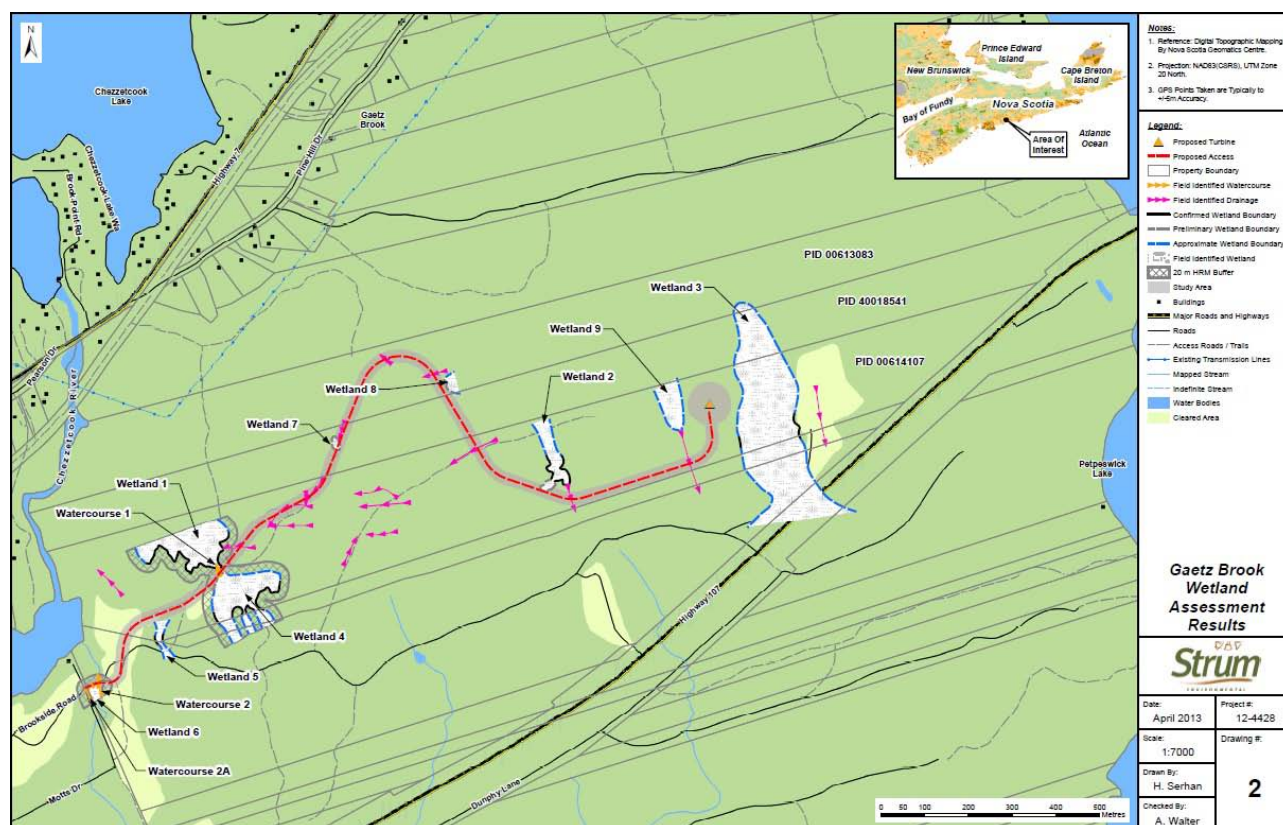 N
Chezzetcook
Lake
Gaetz
Brook
Pine Hill Dr
Highway 7
Chezzetcook Lake Wa
Brook Point Rd
Pearson Dr
Chezzetcook River
New Brunswick
Prince Edward
Island
Cape Breton
Island
Nova Scotia
Bay of Fundy
Atlantic
Ocean
Area Of
Interest
PID 00613083
PID 40018541
PID 00614107
Wetland 3
Wetland 9
Wetland 2
Wetland 8
Wetland 7
Wetland 1
Watercourse 1
Wetland 4
Wetland 5
Watercourse 2
Wetland 6
Watercourse 2A
Brookside Road
Motts Dr
Dunphy Lane
Highway 107
Petpeswick
Lake
0 50 100 200 300 400 500
Metres
Notes:
1. Reference: Digital Topographic Mapping
By Nova Scotia Geomatics Centre.
2. Projection: NAD83(CSRS), UTM Zone
20 North.
3. GPS Points Taken are Typically to
+/-5m Accuracy.
Legend:
Proposed Turbine
Proposed Access
Property Boundary
Field Identified Watercourse
Field Identified Drainage
Confirmed Wetland Boundary
Preliminary Wetland Boundary
Approximate Wetland Boundary
Field Identified Wetland
20 m HRM Buffer
Study Area
Buildings
Major Roads and Highways
Roads
Access Roads / Trails
Existing Transmission Lines
Mapped Stream
Indefinite Stream
Water Bodies
Cleared Area
Gaetz Brook
Wetland
Assessment
Results
Strum
ENVIRONMENTAL
Date:
April 2013
Project #:
12-4428
Scale:
1:7000
Drawing #:
2
Drawn By:
H. Serhan
Checked By:
A. Walter